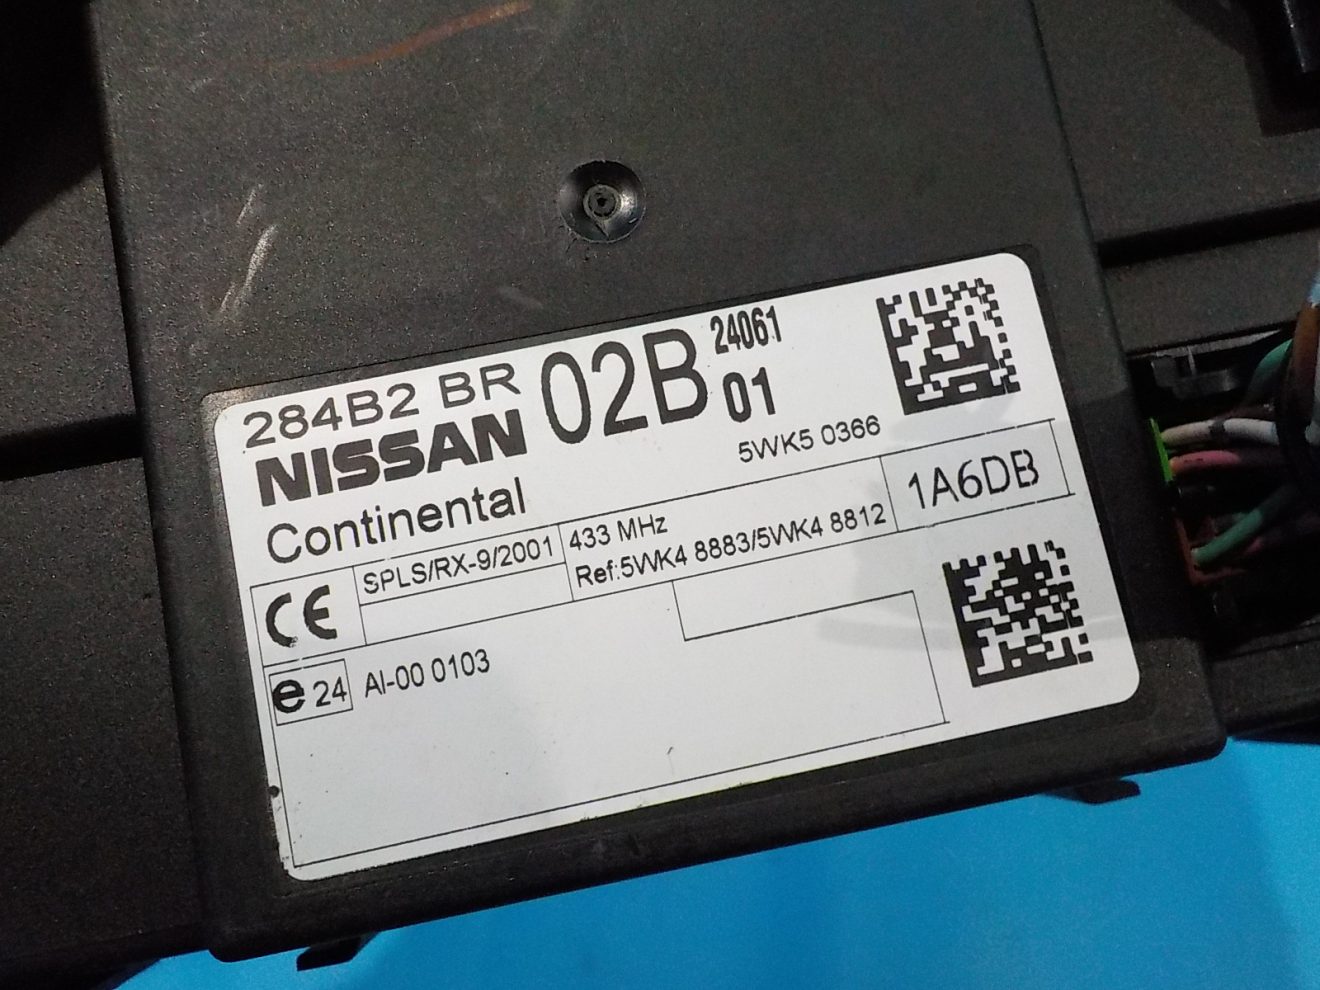 284B2 BR 02B 24061
NISSAN 01
Continental 5WK5 0366
CE SPLS/RX-9/2001 433 MHz 1A6DB
Ref:5WK4 8883/5WK4 8812
e 24 AI-00 0103